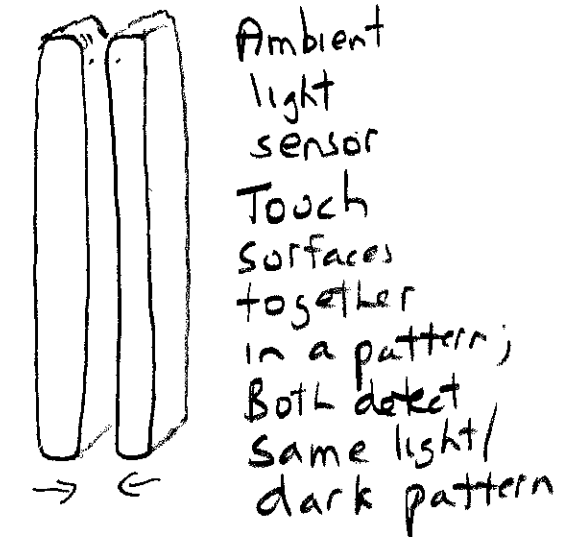 Ambient
light
sensor
Touch
surfaces
together
in a pattern;
Both detect
same light/
dark pattern